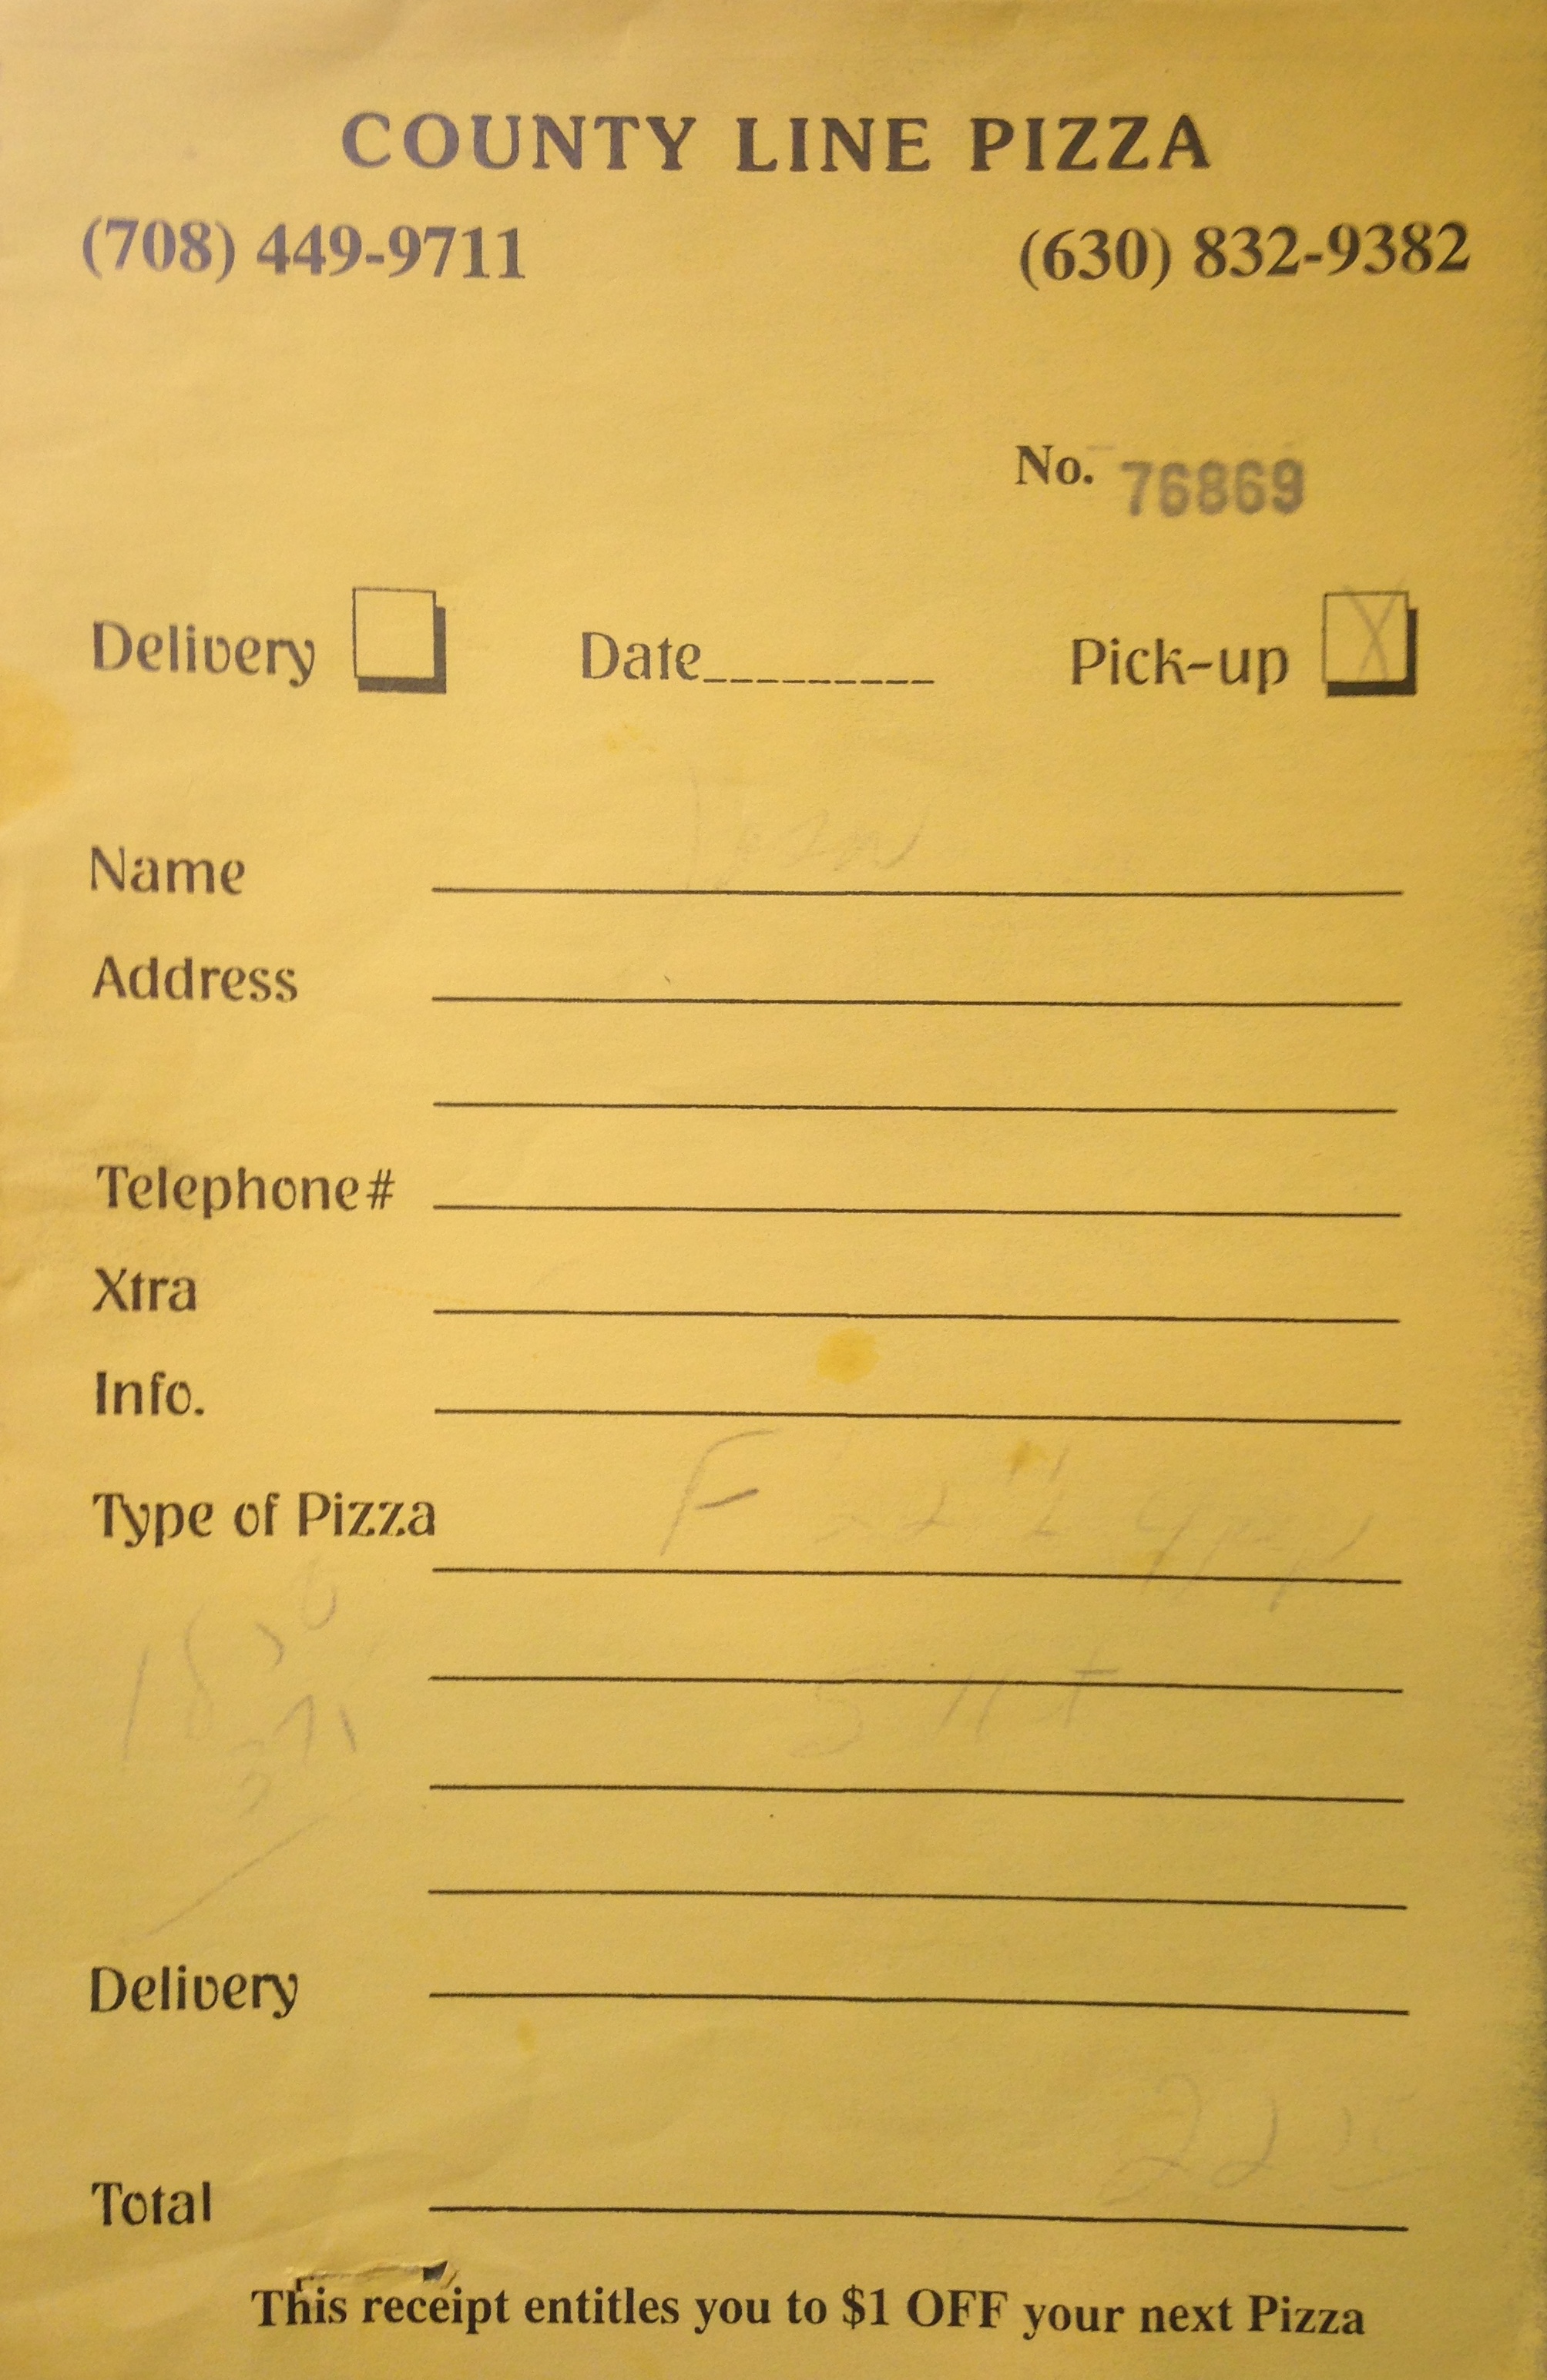 COUNTY LINE PIZZA
(708) 449-9711 (630) 832-9382
No. 76869
Delivery Date_________ Pick-up X
Name
Address
Telephone#
Xtra
Info.
Type of Pizza F
Delivery
Total
This receipt entitles you to $1 OFF your next Pizza